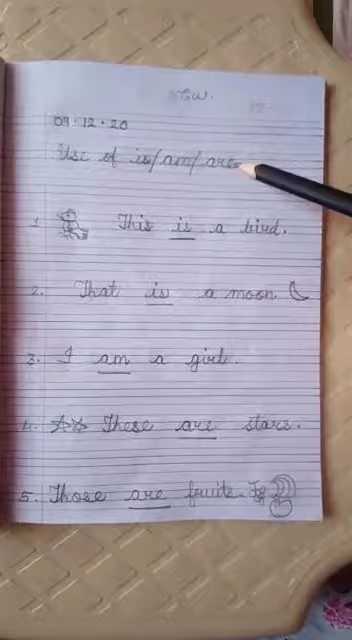 C.W.
09.12.20
Use of is/am/are
1. This is a bird.
2. That is a moon
3. I am a girl.
4. These are stars.
5. Those are fruits.